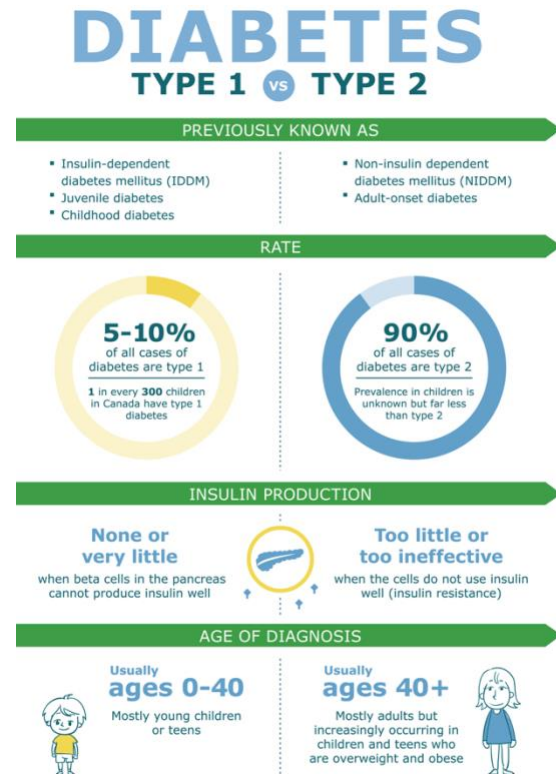 DIABETES
TYPE 1 vs TYPE 2
PREVIOUSLY KNOWN AS
▪ Insulin-dependent
diabetes mellitus (IDDM)
▪ Juvenile diabetes
▪ Childhood diabetes
▪ Non-insulin dependent
diabetes mellitus (NIDDM)
▪ Adult-onset diabetes
RATE
5-10%
of all cases of
diabetes are type 1
1 in every 300 children
in Canada have type 1
diabetes
90%
of all cases of
diabetes are type 2
Prevalence in children is
unknown but far less
than type 2
INSULIN PRODUCTION
None or
very little
when beta cells in the pancreas
cannot produce insulin well
Too little or
too ineffective
when the cells do not use insulin
well (insulin resistance)
AGE OF DIAGNOSIS
Usually
ages 0-40
Mostly young children
or teens
Usually
ages 40+
Mostly adults but
increasingly occurring in
children and teens who
are overweight and obese